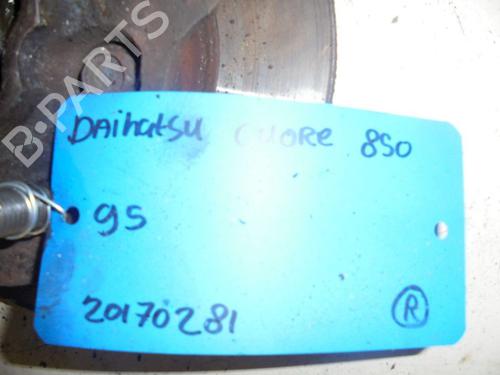 B-PARTS
DAihatsu CUORE 850
95
20170281
R